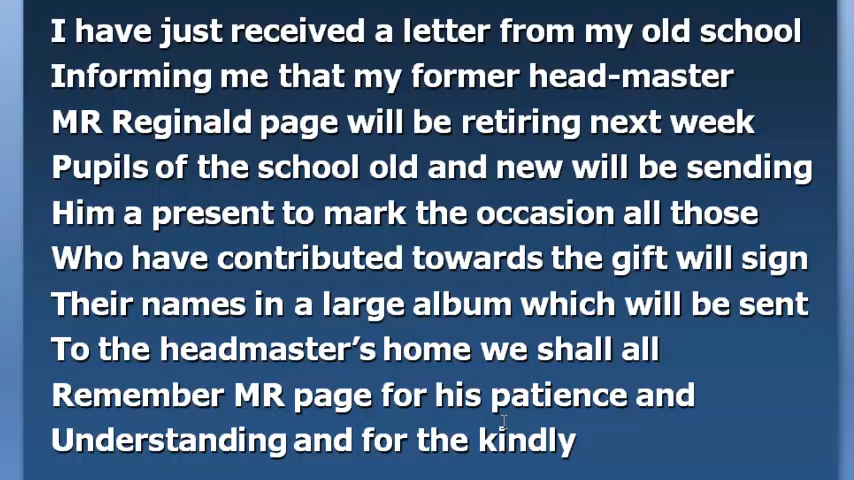 I have just received a letter from my old school
Informing me that my former head-master
MR Reginald page will be retiring next week
Pupils of the school old and new will be sending
Him a present to mark the occasion all those
Who have contributed towards the gift will sign
Their names in a large album which will be sent
To the headmaster’s home we shall all
Remember MR page for his patience and
Understanding and for the kindly